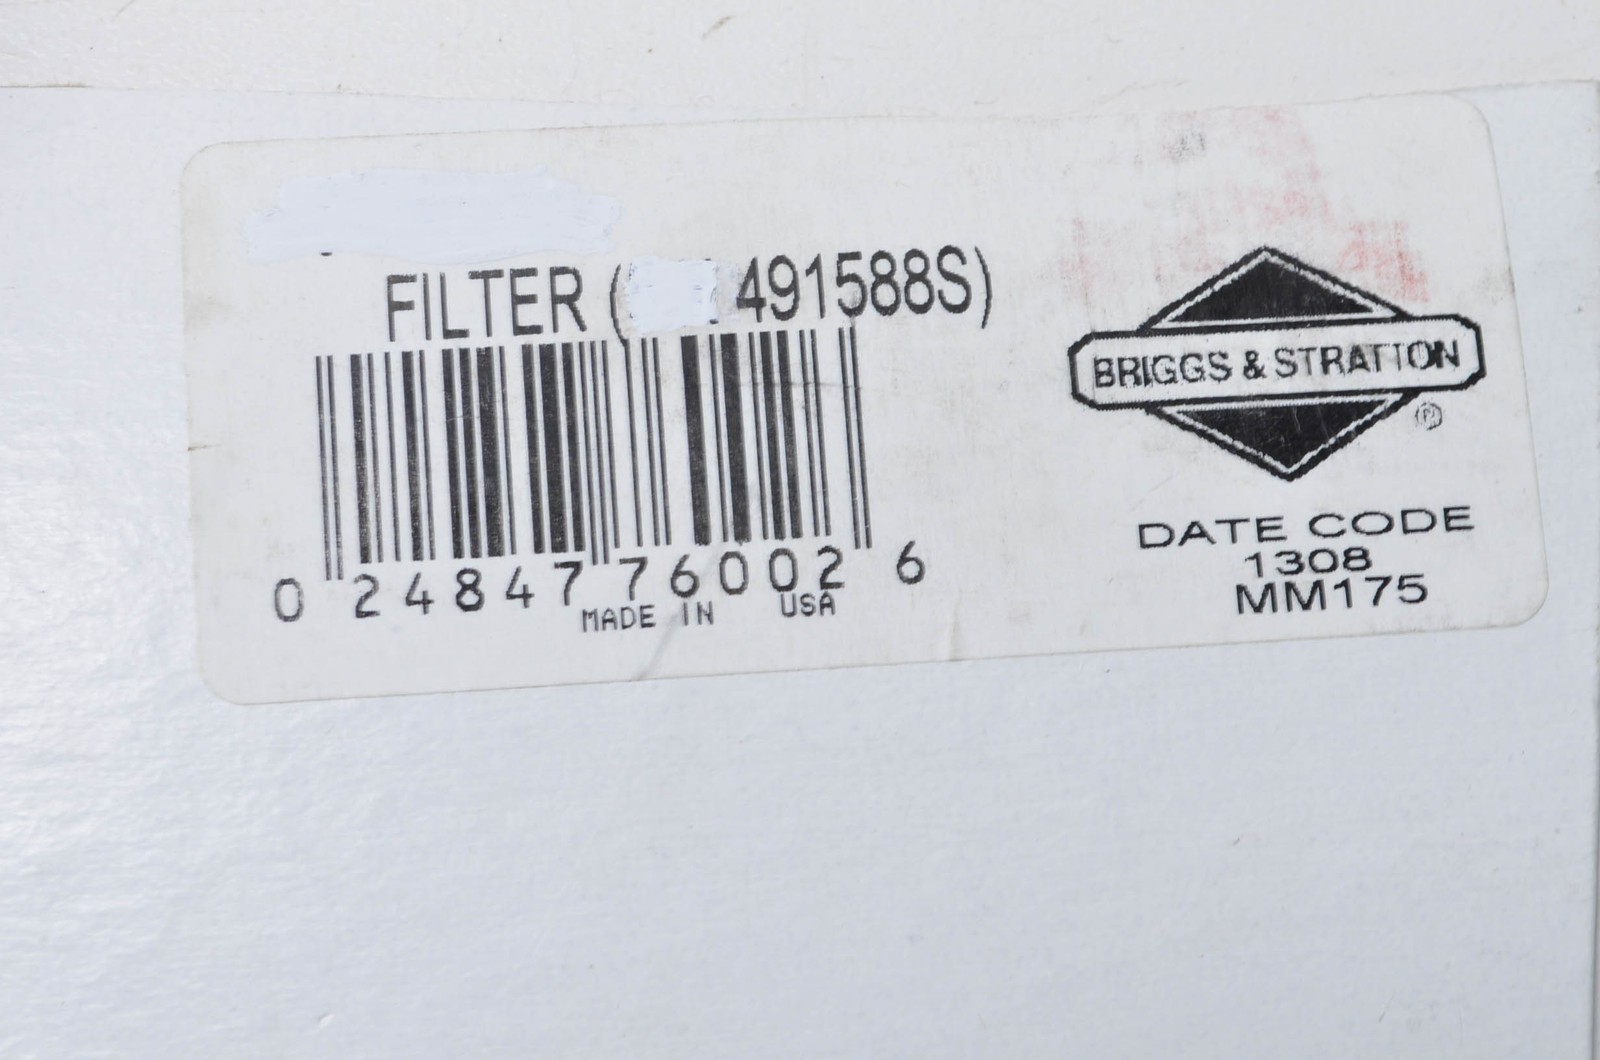 FILTER ( 491588S)
0 24847 76002 6
MADE IN USA
BRIGGS & STRATTON
®
DATE CODE
1308
MM175